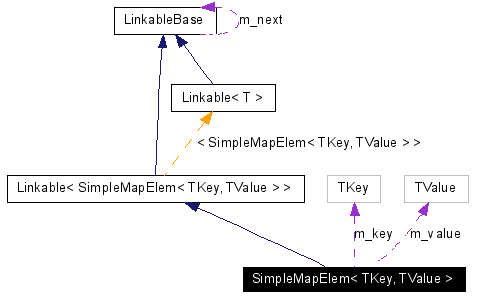 LinkableBase
m_next
Linkable< T >
< SimpleMapElem< TKey, TValue > >
Linkable< SimpleMapElem< TKey, TValue > >
TKey
TValue
m_key
m_value
SimpleMapElem< TKey, TValue >